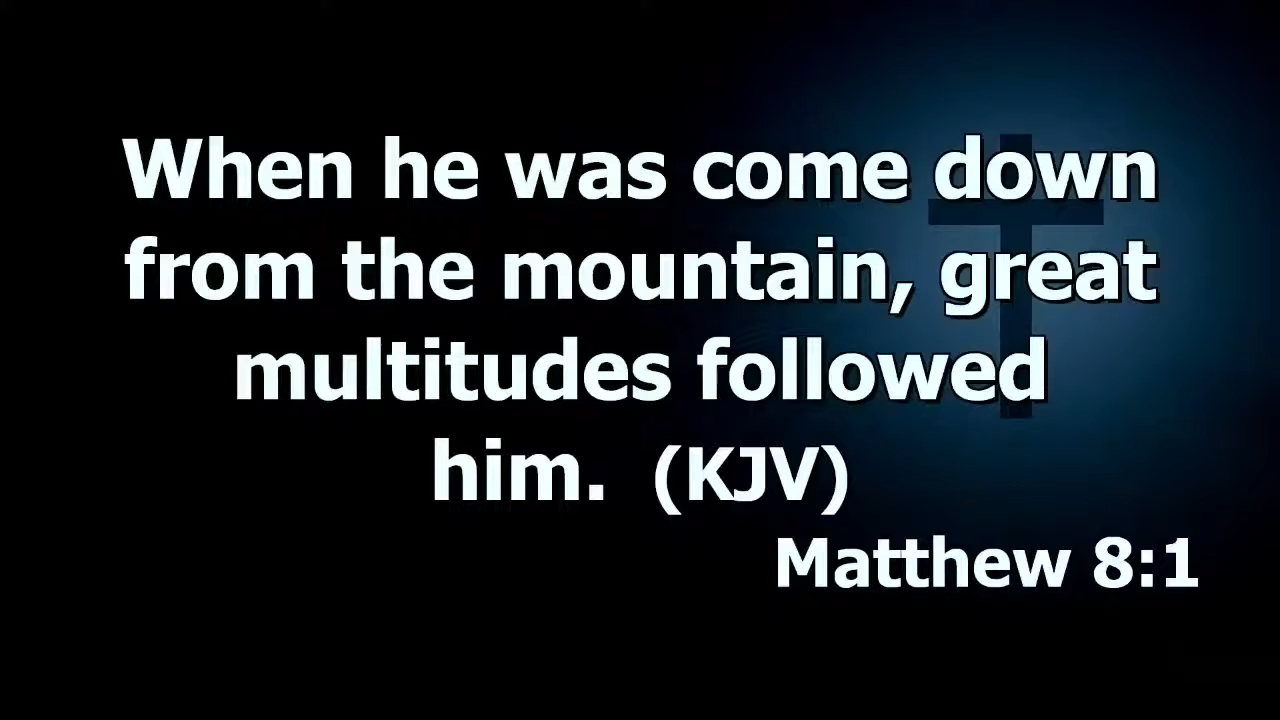 When he was come down
from the mountain, great
multitudes followed
him. (KJV)
Matthew 8:1